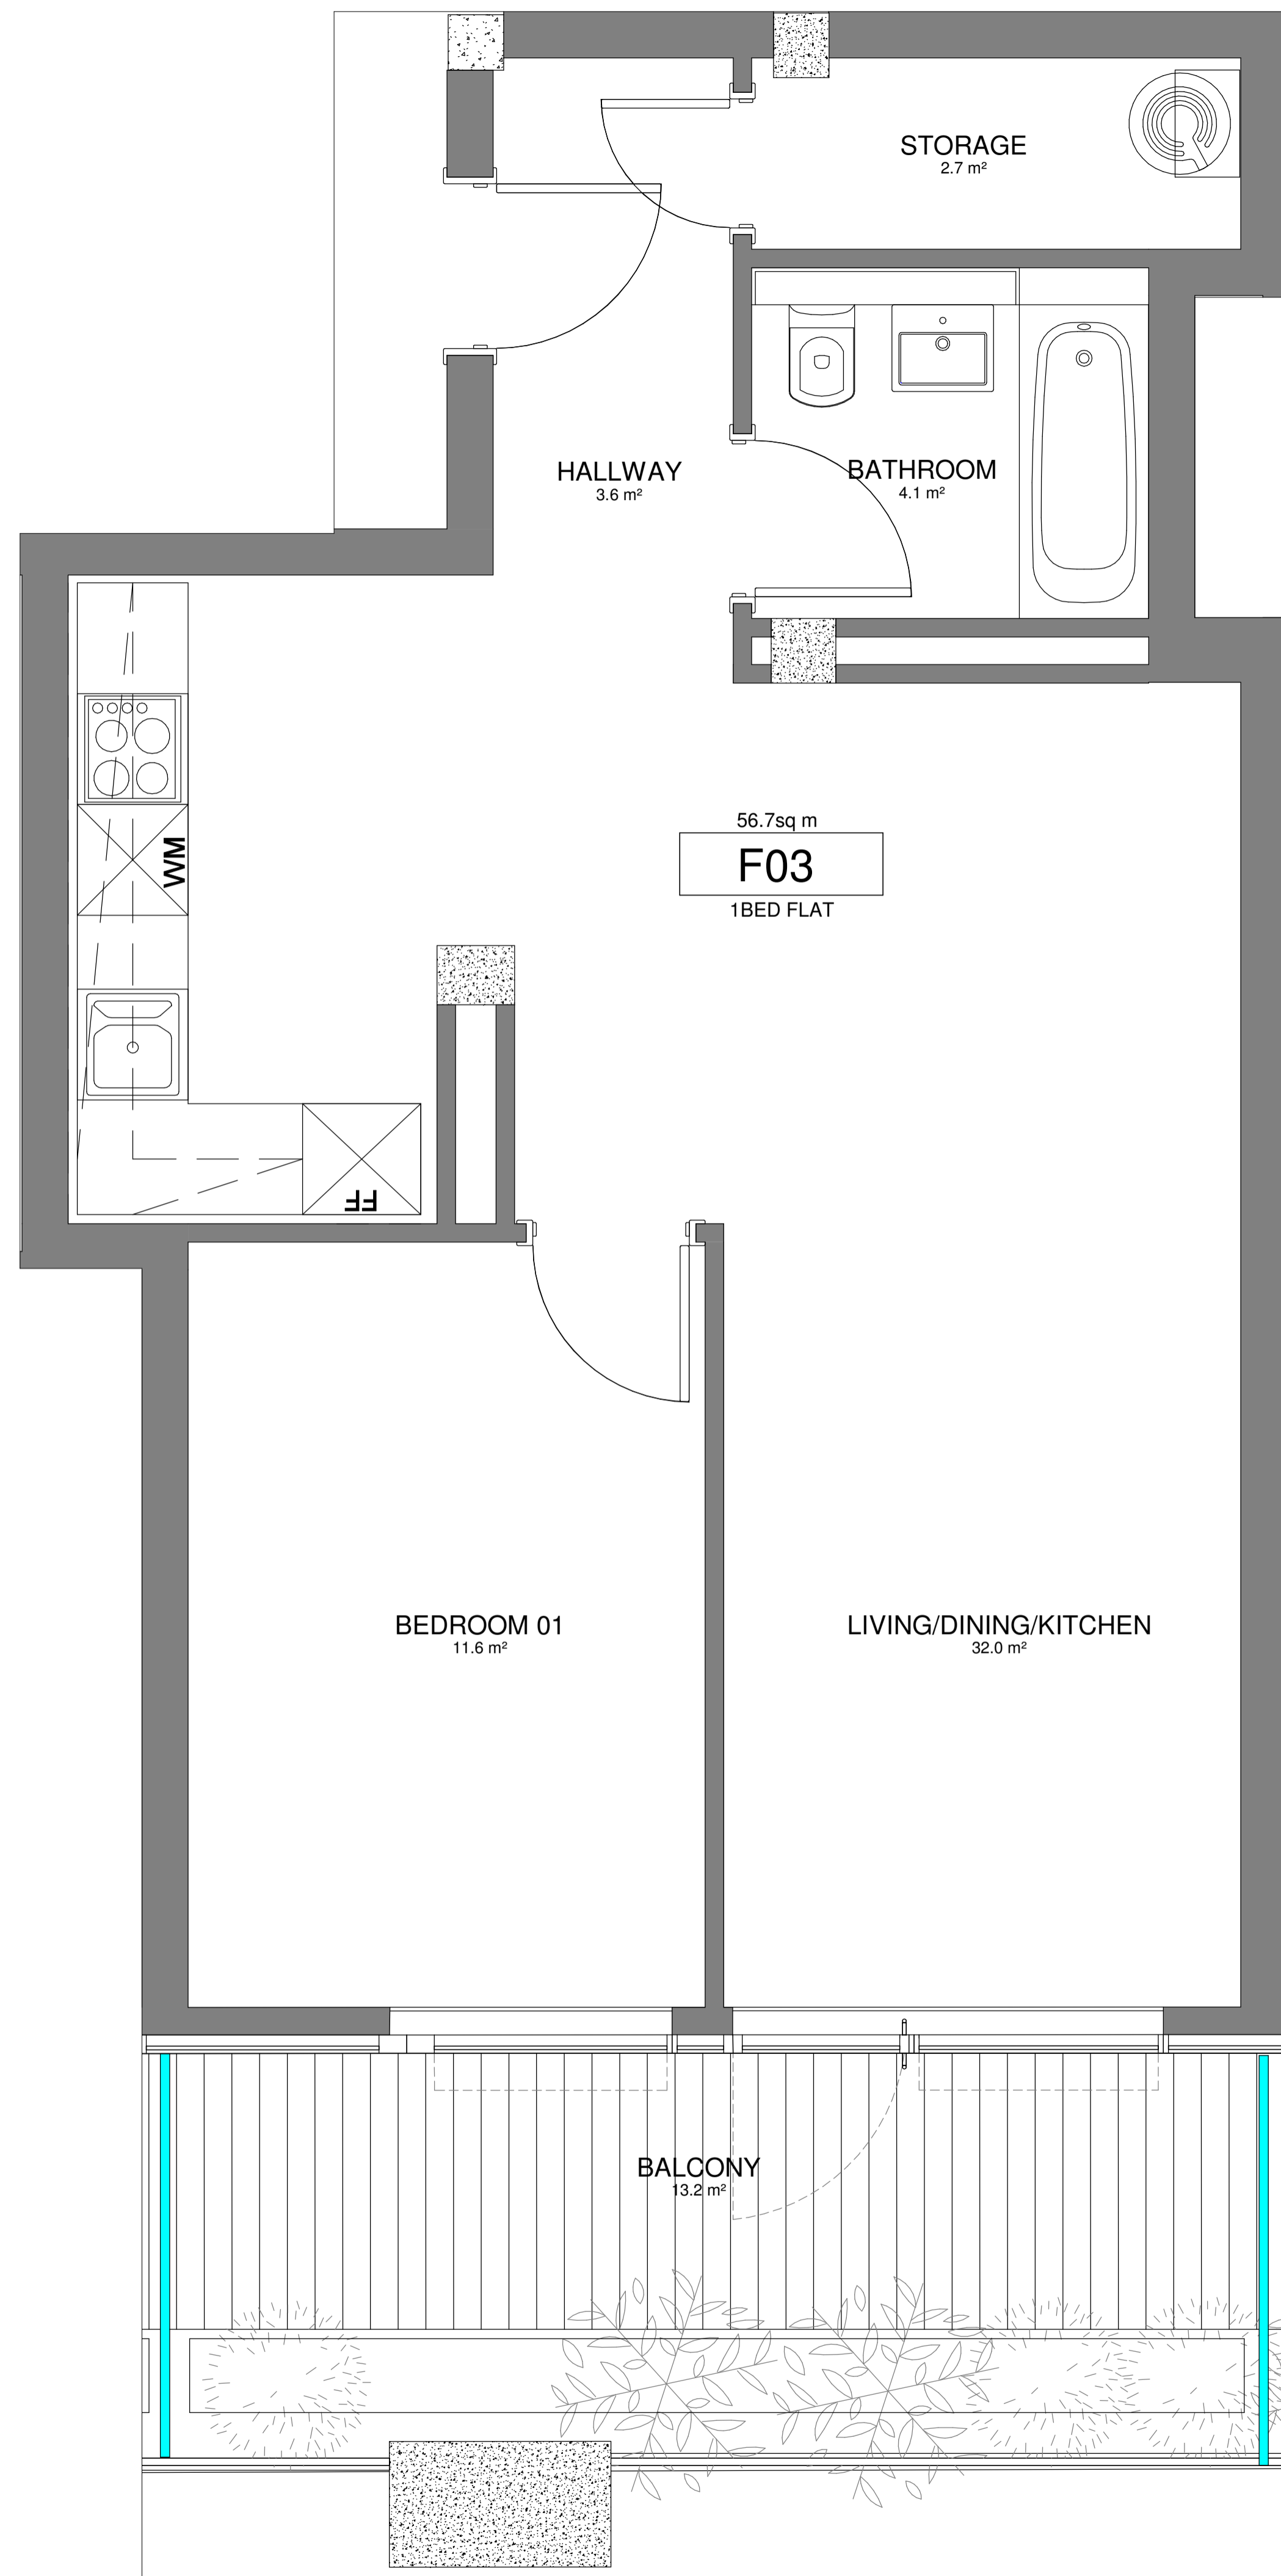 STORAGE
2.7 m²
HALLWAY
3.6 m²
BATHROOM
4.1 m²
WM
56.7sq m
F03
1BED FLAT
FF
BEDROOM 01
11.6 m²
LIVING/DINING/KITCHEN
32.0 m²
BALCONY
13.2 m²